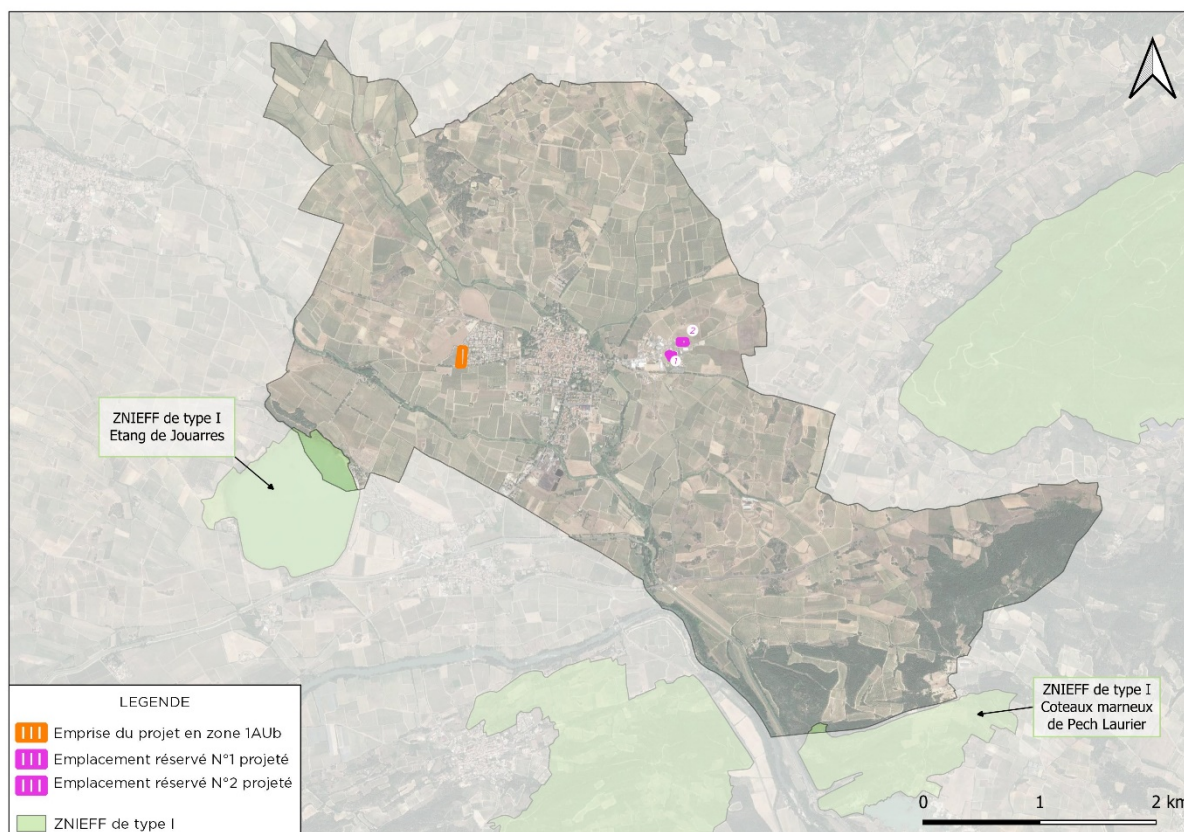 2
1
ZNIEFF de type I
Etang de Jouarres
ZNIEFF de type I
Coteaux marneux
de Pech Laurier
LEGENDE
Emprise du projet en zone 1AUb
Emplacement réservé N°1 projeté
Emplacement réservé N°2 projeté
ZNIEFF de type I
0 1 2 km